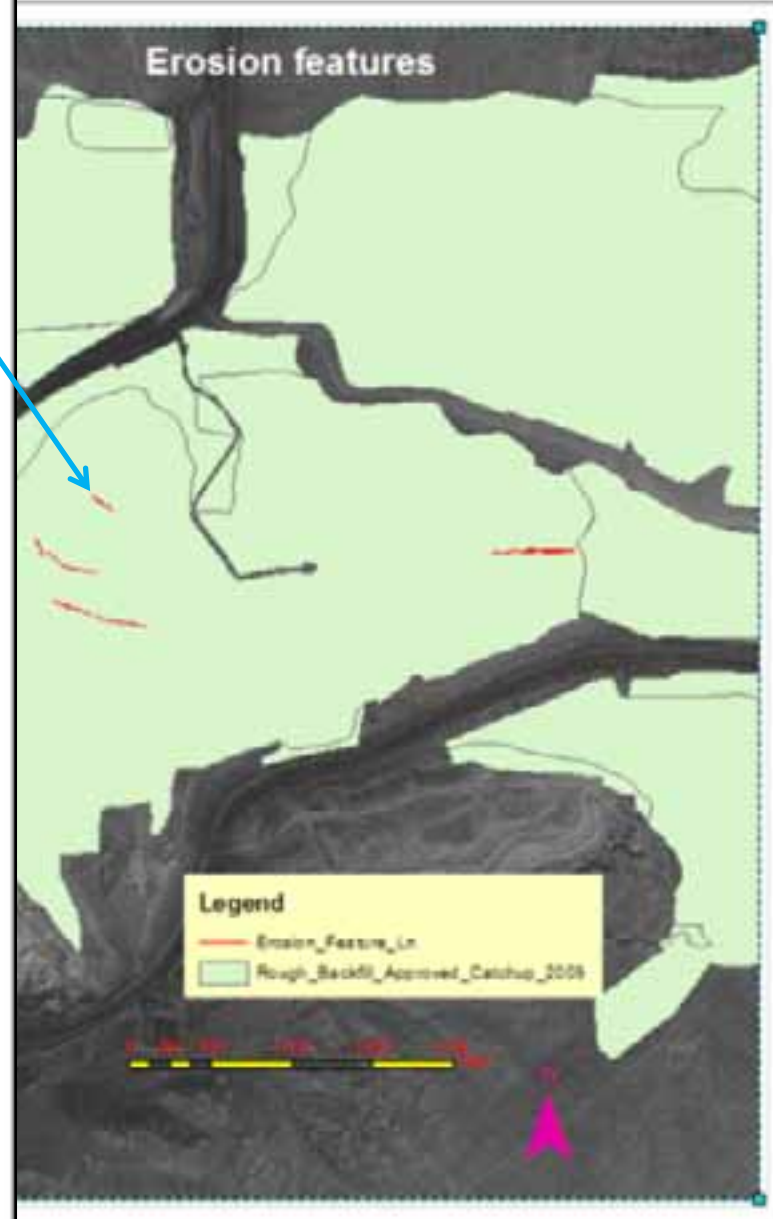 Erosion features
Legend
Erosion_Feature_Ln
Rough_Backfill_Approved_Catchup_2005
N